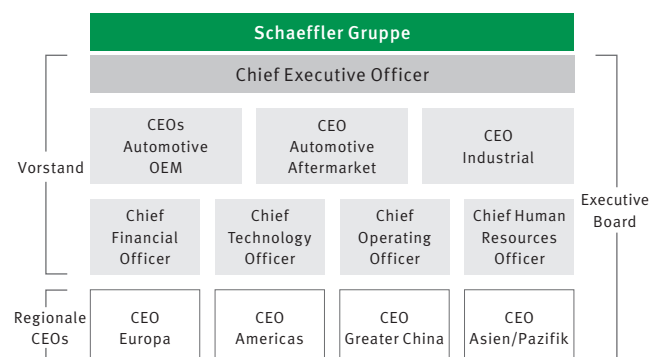 Schaeffler Gruppe
Chief Executive Officer
CEOs
Automotive
OEM
CEO
Automotive
Aftermarket
CEO
Industrial
Vorstand
Executive
Board
Chief
Financial
Officer
Chief
Technology
Officer
Chief
Operating
Officer
Chief Human
Resources
Officer
Regionale
CEOs
CEO
Europa
CEO
Americas
CEO
Greater China
CEO
Asien/Pazifik